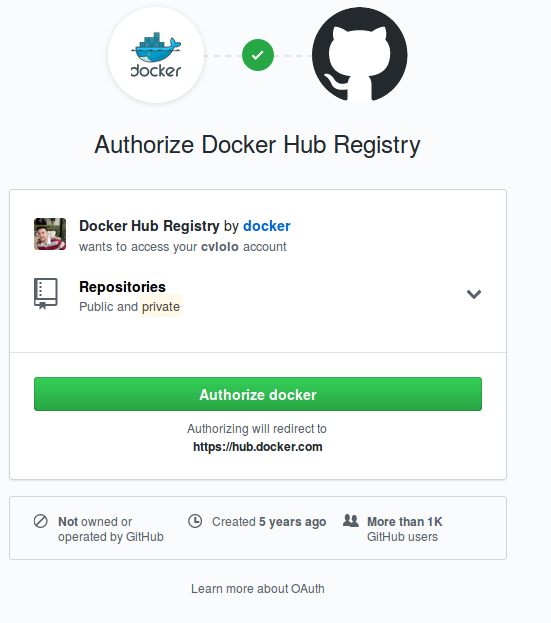 docker
Authorize Docker Hub Registry
Docker Hub Registry by docker
wants to access your cvlolo account
Repositories
Public and private
Authorize docker
Authorizing will redirect to
https://hub.docker.com
Not owned or
operated by GitHub
Created 5 years ago
More than 1K
GitHub users
Learn more about OAuth